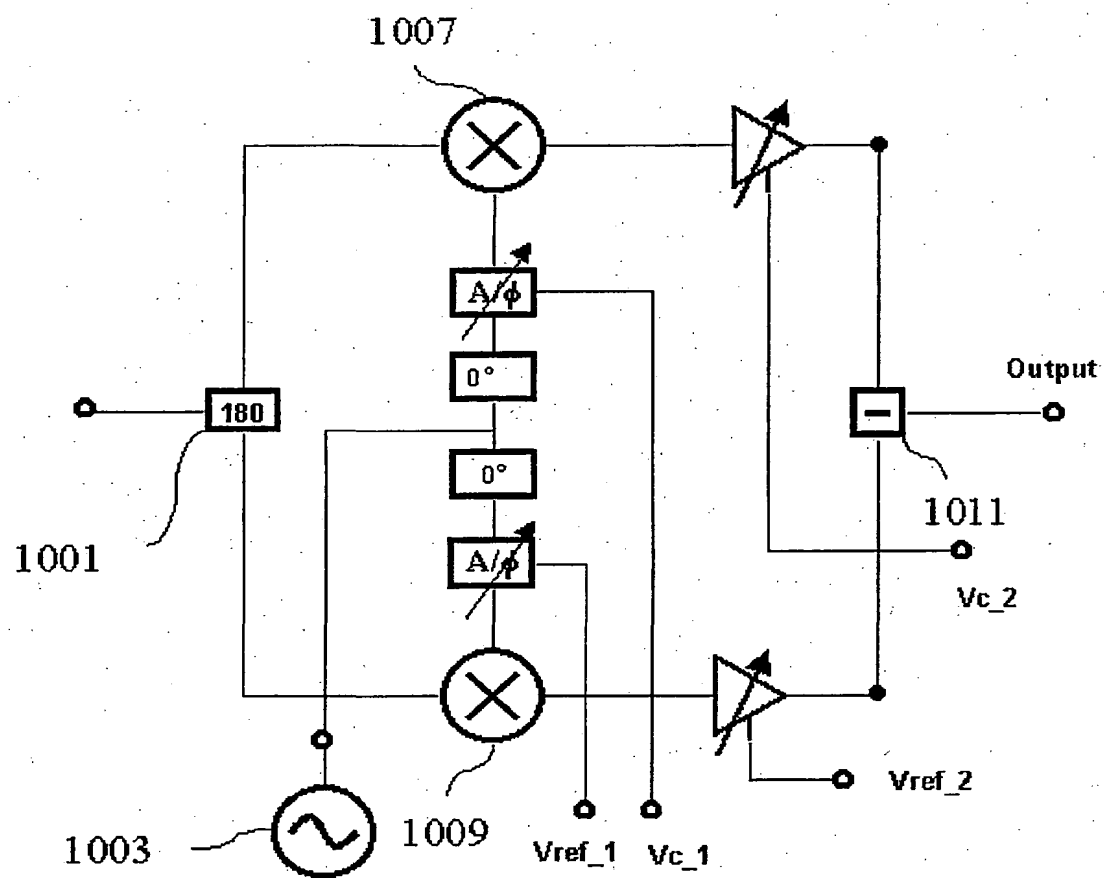 1007
A/ϕ
0°
Output
180
0°
1011
1001
A/ϕ
Vc_2
Vref_2
1003
1009
Vref_1
Vc_1